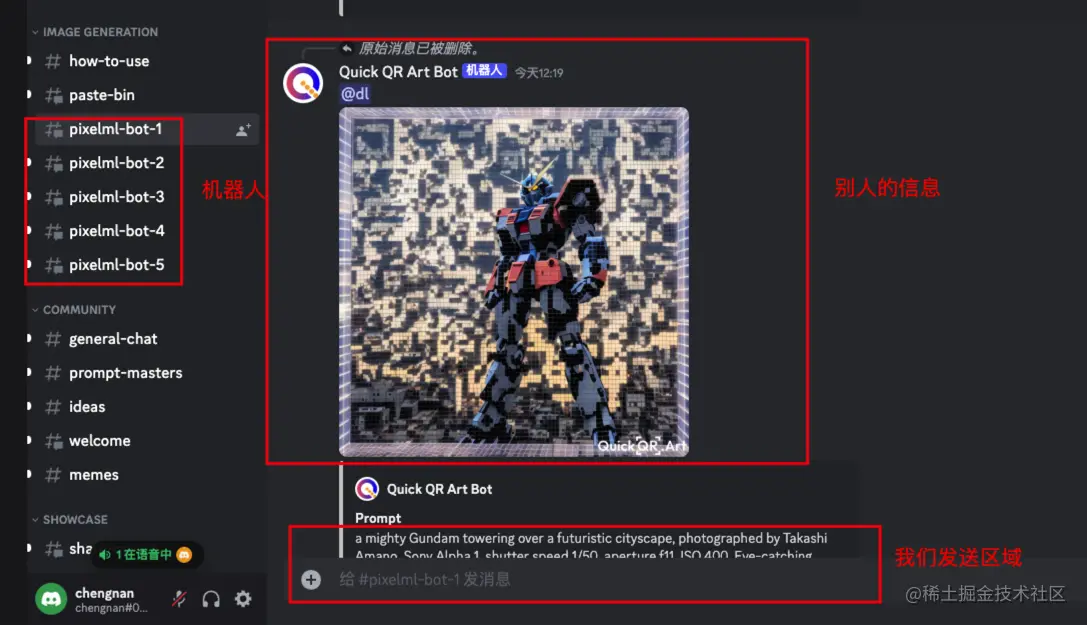 IMAGE GENERATION
how-to-use
paste-bin
pixelml-bot-1
pixelml-bot-2
pixelml-bot-3
pixelml-bot-4
pixelml-bot-5
机器人
COMMUNITY
general-chat
prompt-masters
ideas
welcome
memes
SHOWCASE
sha
1 在语音中
chengnan
chengnan#0...
原始消息已被删除。
Quick QR Art Bot 机器人 今天12:19
@dl
Quick QR Art
别人的信息
Quick QR Art Bot
Prompt
a mighty Gundam towering over a futuristic cityscape, photographed by Takashi
Amano, Sony Alpha 1, shutter speed 1/50, aperture f11, ISO 400, Eye-catching
给 #pixelml-bot-1 发消息
我们发送区域
@稀土掘金技术社区